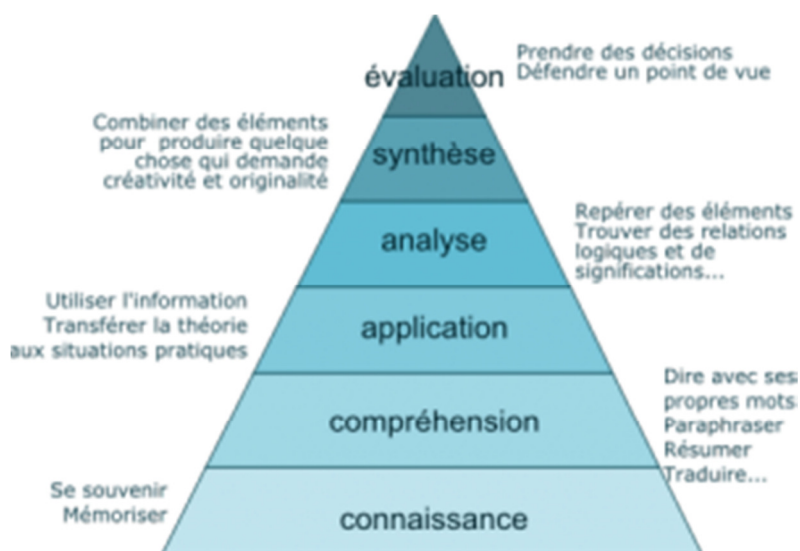 évaluation
Prendre des décisions
Défendre un point de vue
Combiner des éléments
pour produire quelque
chose qui demande
créativité et originalité
synthèse
analyse
Repérer des éléments
Trouver des relations
logiques et de
significations...
Utiliser l'information
Transférer la théorie
aux situations pratiques
application
Dire avec ses
propres mots
Paraphraser
Résumer
Traduire...
compréhension
Se souvenir
Mémoriser
connaissance